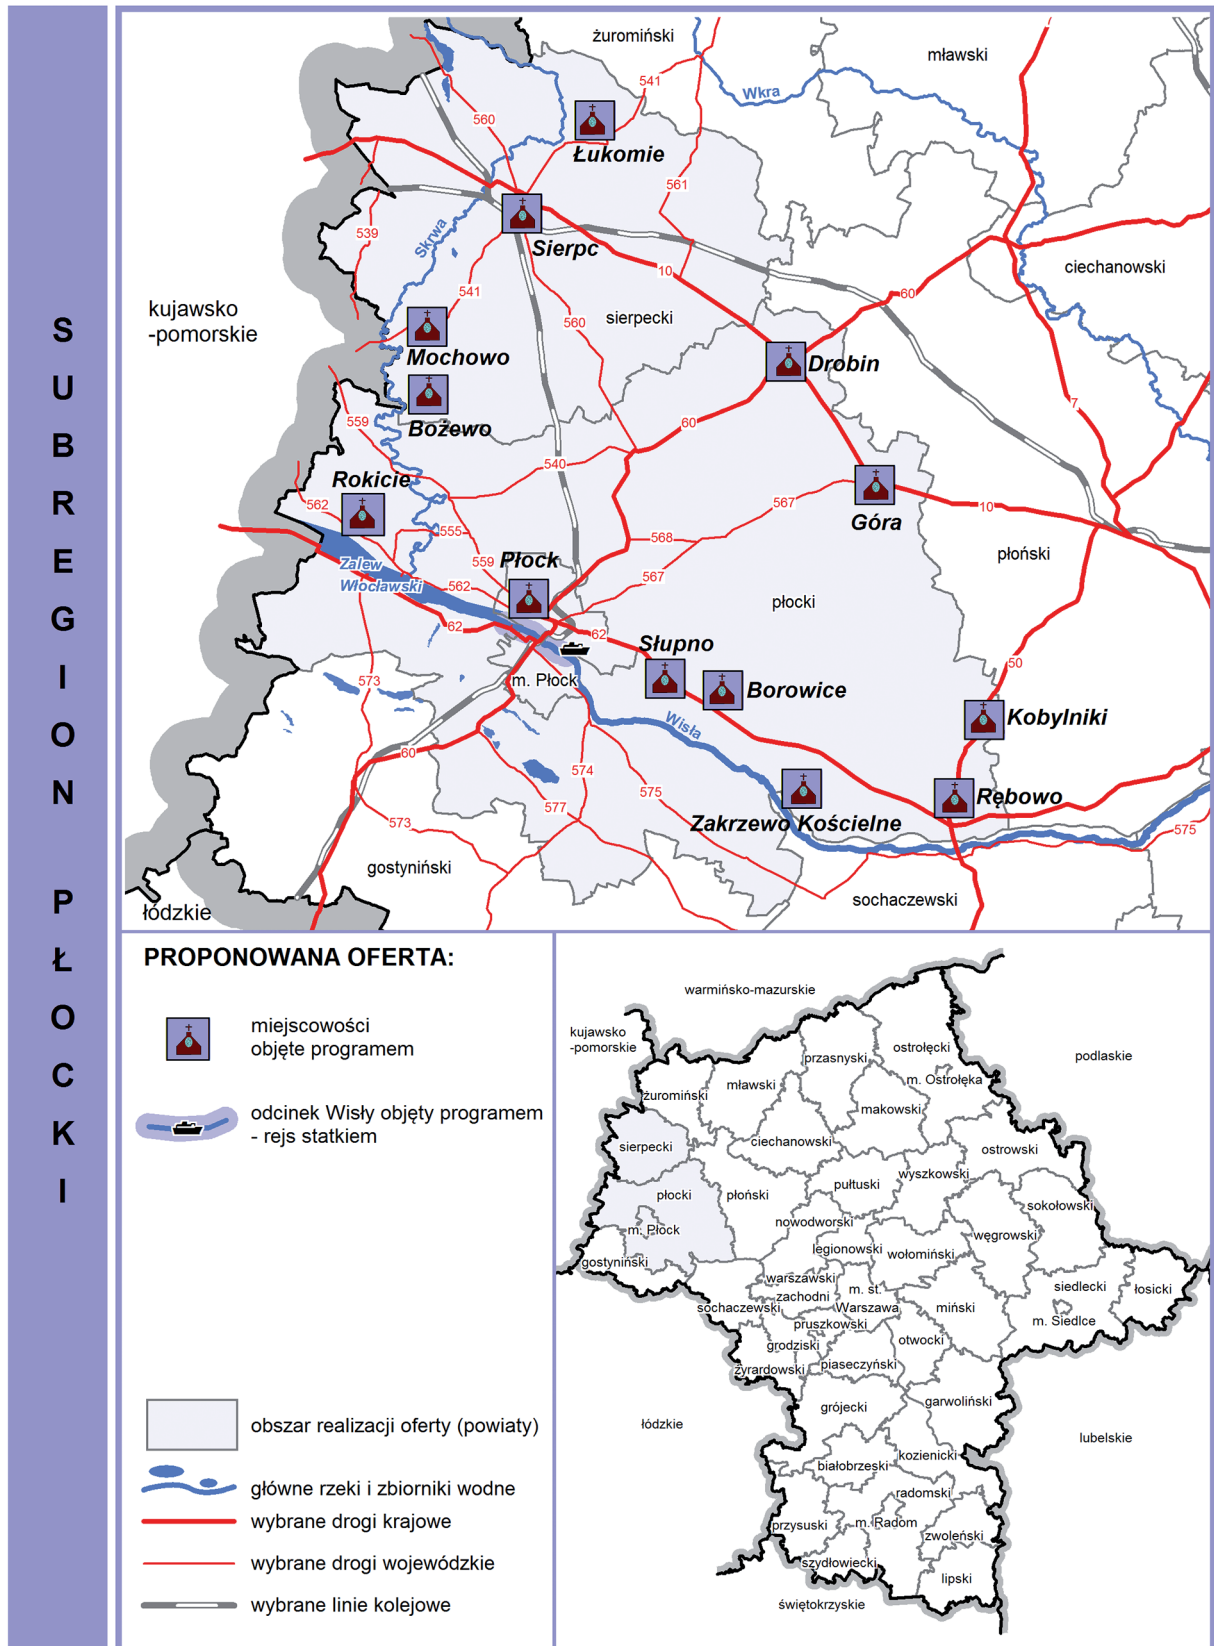 SUBREGION PŁOCKI
żuromiński
mławski
541
Wkra
560
Łukomie
561
539
Skrwa
Sierpc
10
60
ciechanowski
kujawsko
-pomorskie
541
560
sierpecki
Mochowo
Drobin
7
Bożewo
559
60
540
Rokicie
562
567
Góra
10
555
568
płoński
559
Płock
567
Zalew
Włocławski
562
płocki
62
62
Słupno
50
573
m. Płock
Borowice
Kobylniki
Wisła
60
574
575
577
Rębowo
Zakrzewo Kościelne
573
575
gostyniński
sochaczewski
łódzkie
PROPONOWANA OFERTA:
miejscowości
objęte programem
odcinek Wisły objęty programem
- rejs statkiem
obszar realizacji oferty (powiaty)
główne rzeki i zbiorniki wodne
wybrane drogi krajowe
wybrane drogi wojewódzkie
wybrane linie kolejowe
warmińsko-mazurskie
kujawsko
-pomorskie
podlaskie
ostrołęcki
przasnyski
m. Ostrołęka
mławski
żuromiński
makowski
ciechanowski
sierpecki
ostrowski
wyszkowski
pułtuski
płocki
płoński
sokołowski
nowodworski
m. Płock
węgrowski
legionowski
wołomiński
gostyniński
warszawski
zachodni
m. st.
Warszawa
siedlecki
łosicki
sochaczewski
miński
m. Siedlce
pruszkowski
grodziski
otwocki
żyrardowski
piaseczyński
garwoliński
grójecki
łódzkie
lubelskie
kozienicki
białobrzeski
radomski
przysuski
m. Radom
zwoleński
szydłowiecki
lipski
świętokrzyskie